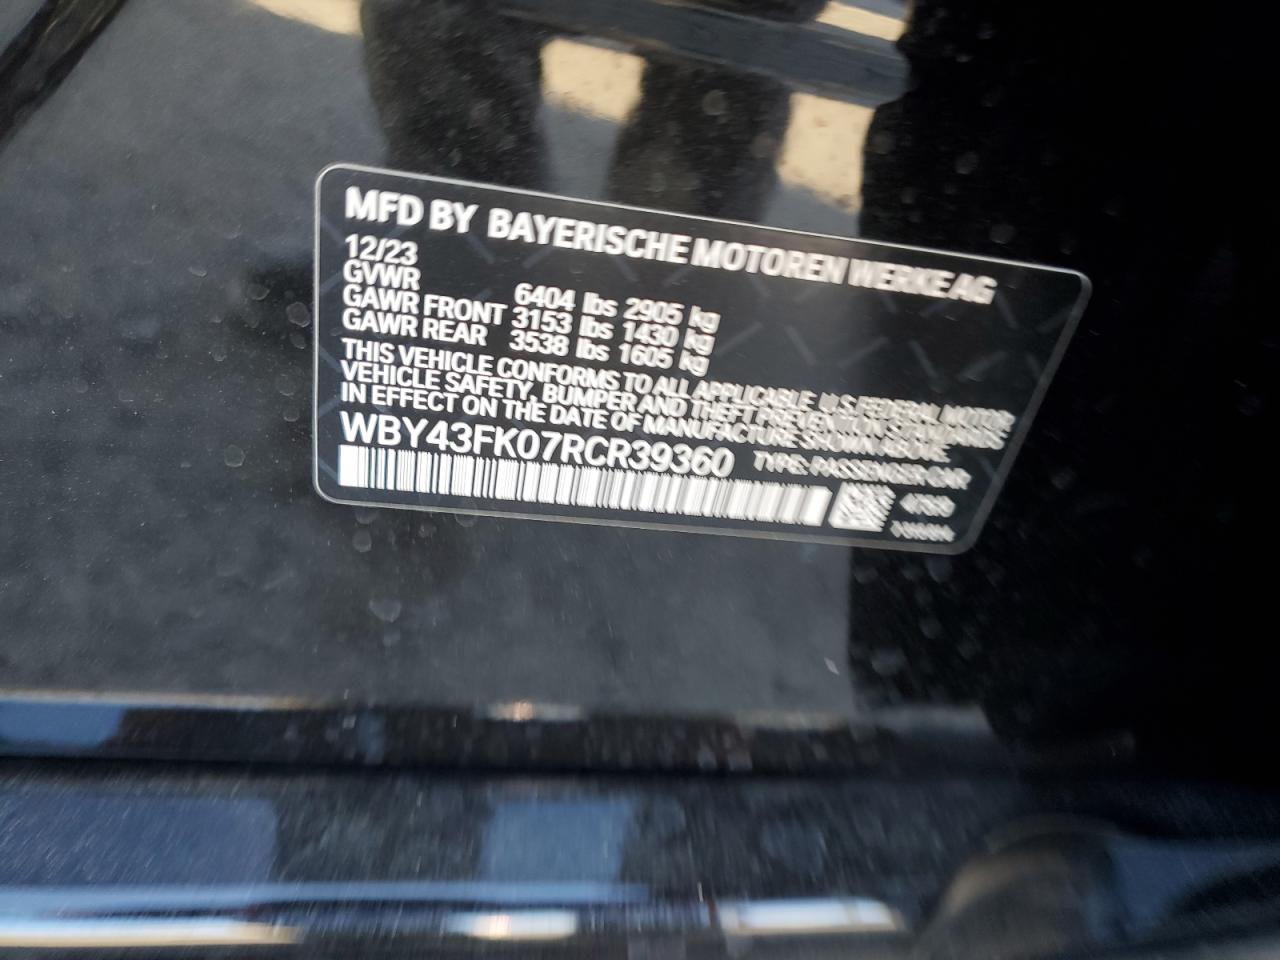 MFD BY BAYERISCHE MOTOREN WERKE AG
12/23
GVWR 6404 lbs 2905 kg
GAWR FRONT 3153 lbs 1430 kg
GAWR REAR 3538 lbs 1605 kg
THIS VEHICLE CONFORMS TO ALL APPLICABLE U.S. FEDERAL MOTOR
VEHICLE SAFETY, BUMPER AND THEFT PREVENTION STANDARDS
IN EFFECT ON THE DATE OF MANUFACTURE SHOWN ABOVE.
WBY43FK07RCR39360 TYPE: PASSENGER CAR